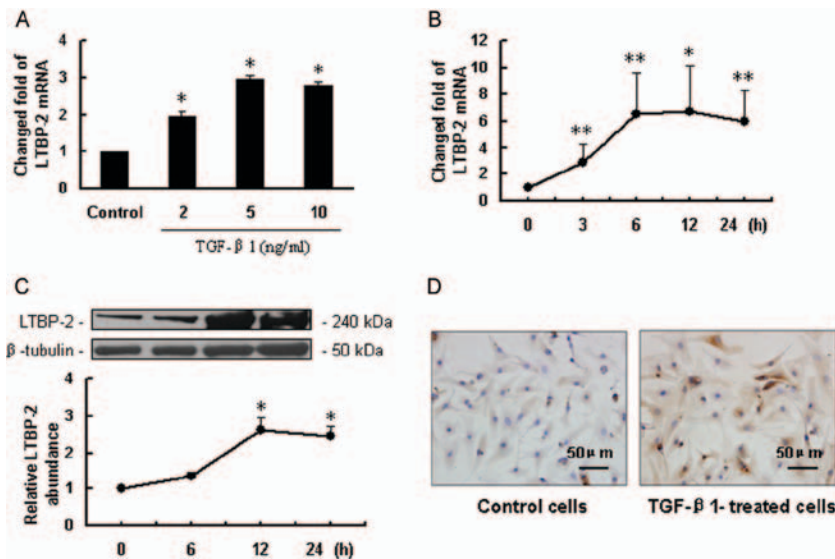 A
Changed fold of
LTBP-2 mRNA
4
3
2
1
0
*
*
*
Control
2
5
10
TGF-β 1(ng/ml)
B
Changed fold of
LTBP-2 mRNA
12
10
8
6
4
2
0
**
**
*
**
0
3
6
12
24
(h)
C
LTBP-2 -
- 240 kDa
β-tubulin -
- 50 kDa
Relative LTBP-2
abundance
4
3
2
1
0
*
*
0
6
12
24
(h)
D
50μm
50μm
Control cells
TGF-β 1- treated cells